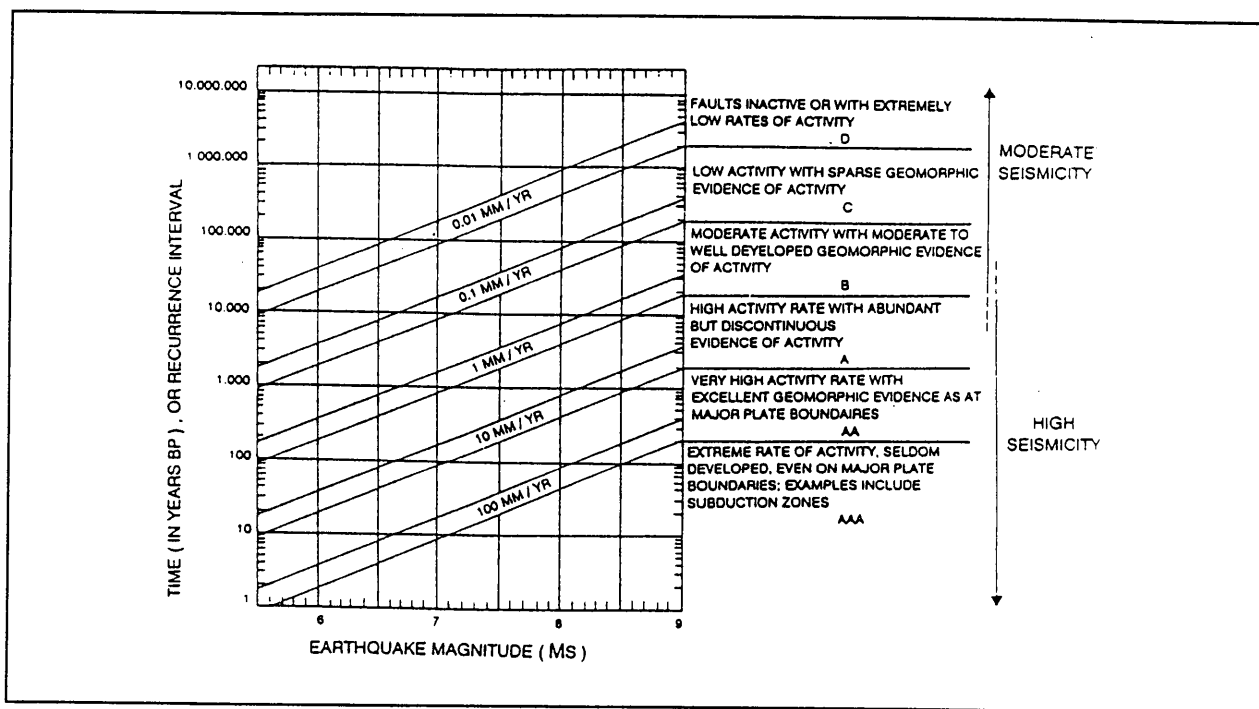 TIME ( IN YEARS BP) , OR RECURRENCE INTERVAL
10.000.000
1 000.000
100.000
10.000
1.000
100
10
1
6
7
8
9
EARTHQUAKE MAGNITUDE ( MS )
0.01 MM / YR
0.1 MM / YR
1 MM / YR
10 MM / YR
100 MM / YR
FAULTS INACTIVE OR WITH EXTREMELY
LOW RATES OF ACTIVITY
D
LOW ACTIVITY WITH SPARSE GEOMORPHIC
EVIDENCE OF ACTIVITY
C
MODERATE ACTIVITY WITH MODERATE TO
WELL DEYELOPED GEOMORPHIC EVIDENCE
OF ACTIVITY
B
HIGH ACTIVITY RATE WITH ABUNDANT
BUT DISCONTINUOUS
EVIDENCE OF ACTIVITY
A
VERY HIGH ACTIVITY RATE WITH
EXCELLENT GEOMORPHIC EVIDENCE AS AT
MAJOR PLATE BOUNDAIRES
AA
EXTREME RATE OF ACTIVITY, SELDOM
DEVELOPED, EVEN ON MAJOR PLATE
BOUNDARIES; EXAMPLES INCLUDE
SUBDUCTION ZONES
AAA
MODERATE
SEISMICITY
HIGH
SEISMICITY